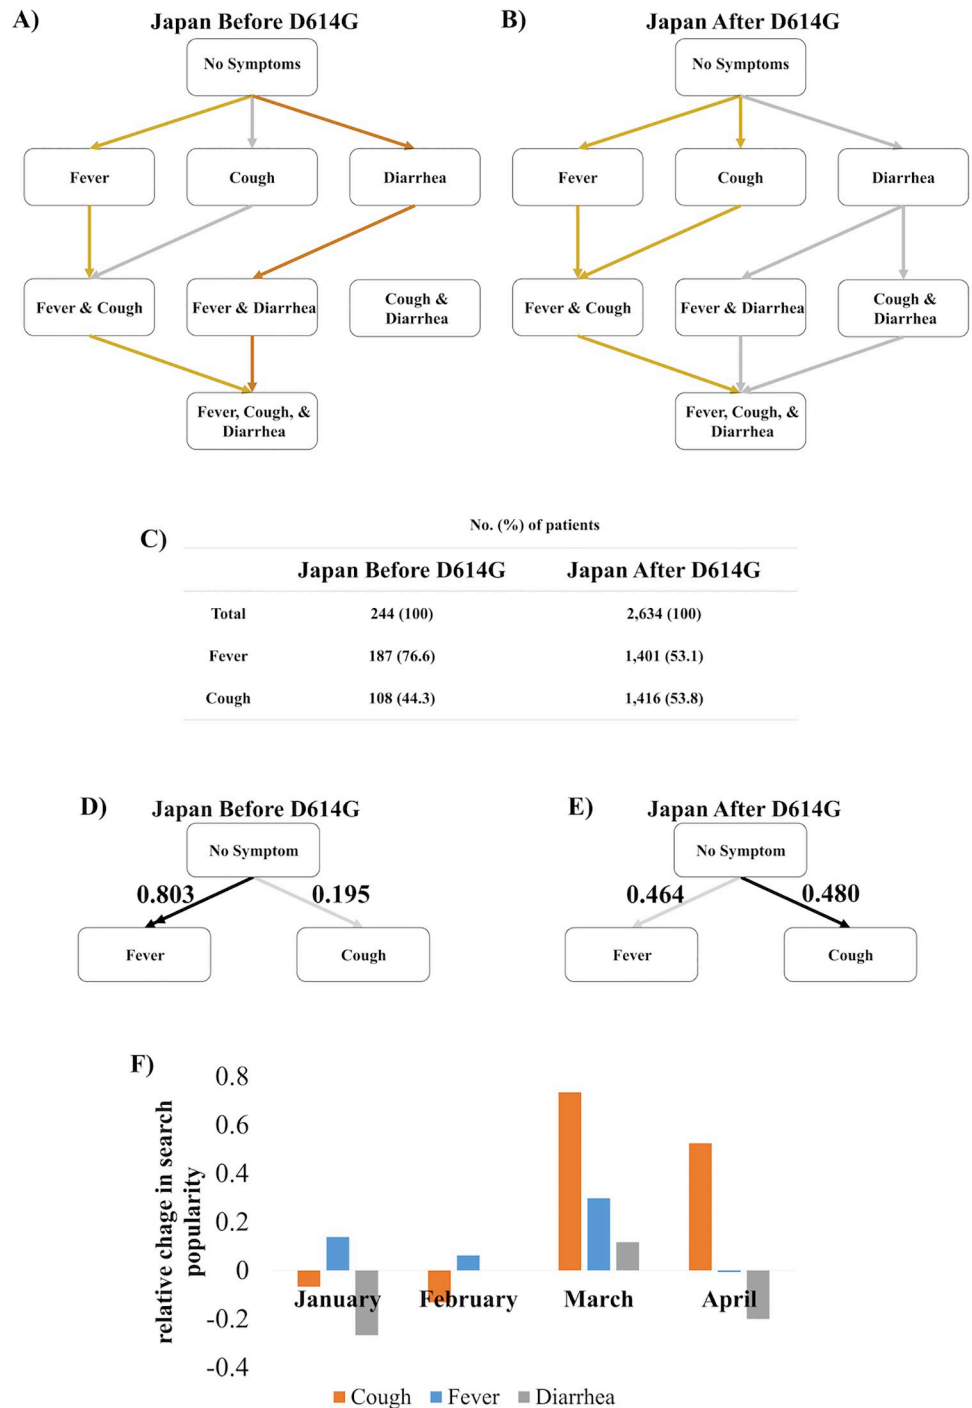 A)
Japan Before D614G
No Symptoms
Fever
Cough
Diarrhea
Fever & Cough
Fever & Diarrhea
Cough &
Diarrhea
Fever, Cough, &
Diarrhea
B)
Japan After D614G
No Symptoms
Fever
Cough
Diarrhea
Fever & Cough
Fever & Diarrhea
Cough &
Diarrhea
Fever, Cough, &
Diarrhea
C)
No. (%) of patients
Japan Before D614G Japan After D614G
Total 244 (100) 2,634 (100)
Fever 187 (76.6) 1,401 (53.1)
Cough 108 (44.3) 1,416 (53.8)
D)
Japan Before D614G
No Symptom
0.803 0.195
Fever Cough
E)
Japan After D614G
No Symptom
0.464 0.480
Fever Cough
F)
relative chage in search
popularity
0.8
0.6
0.4
0.2
0
-0.2
-0.4
January February March April
Cough Fever Diarrhea